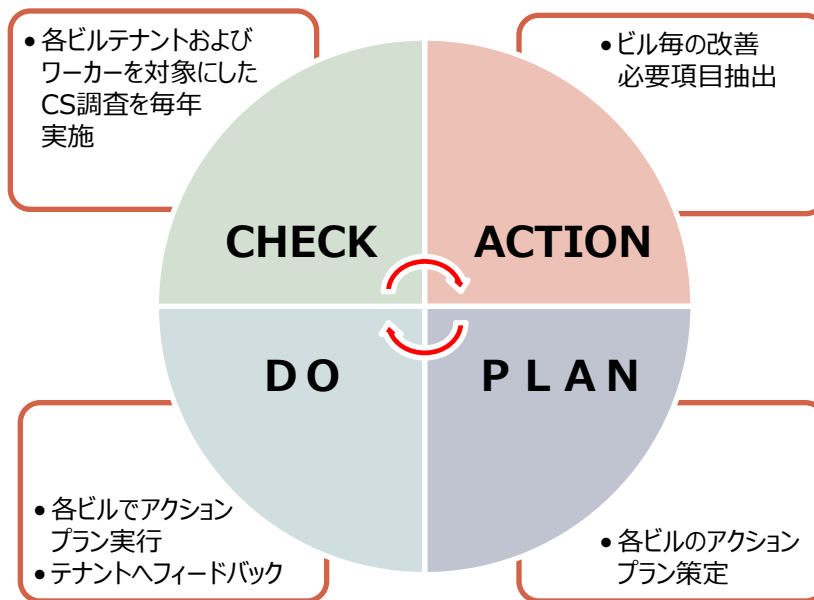 • 各ビルテナントおよび
ワーカーを対象にした
CS調査を毎年
実施
• ビル毎の改善
必要項目抽出
CHECK
ACTION
DO
PLAN
• 各ビルでアクション
プラン実行
• テナントへフィードバック
• 各ビルのアクション
プラン策定